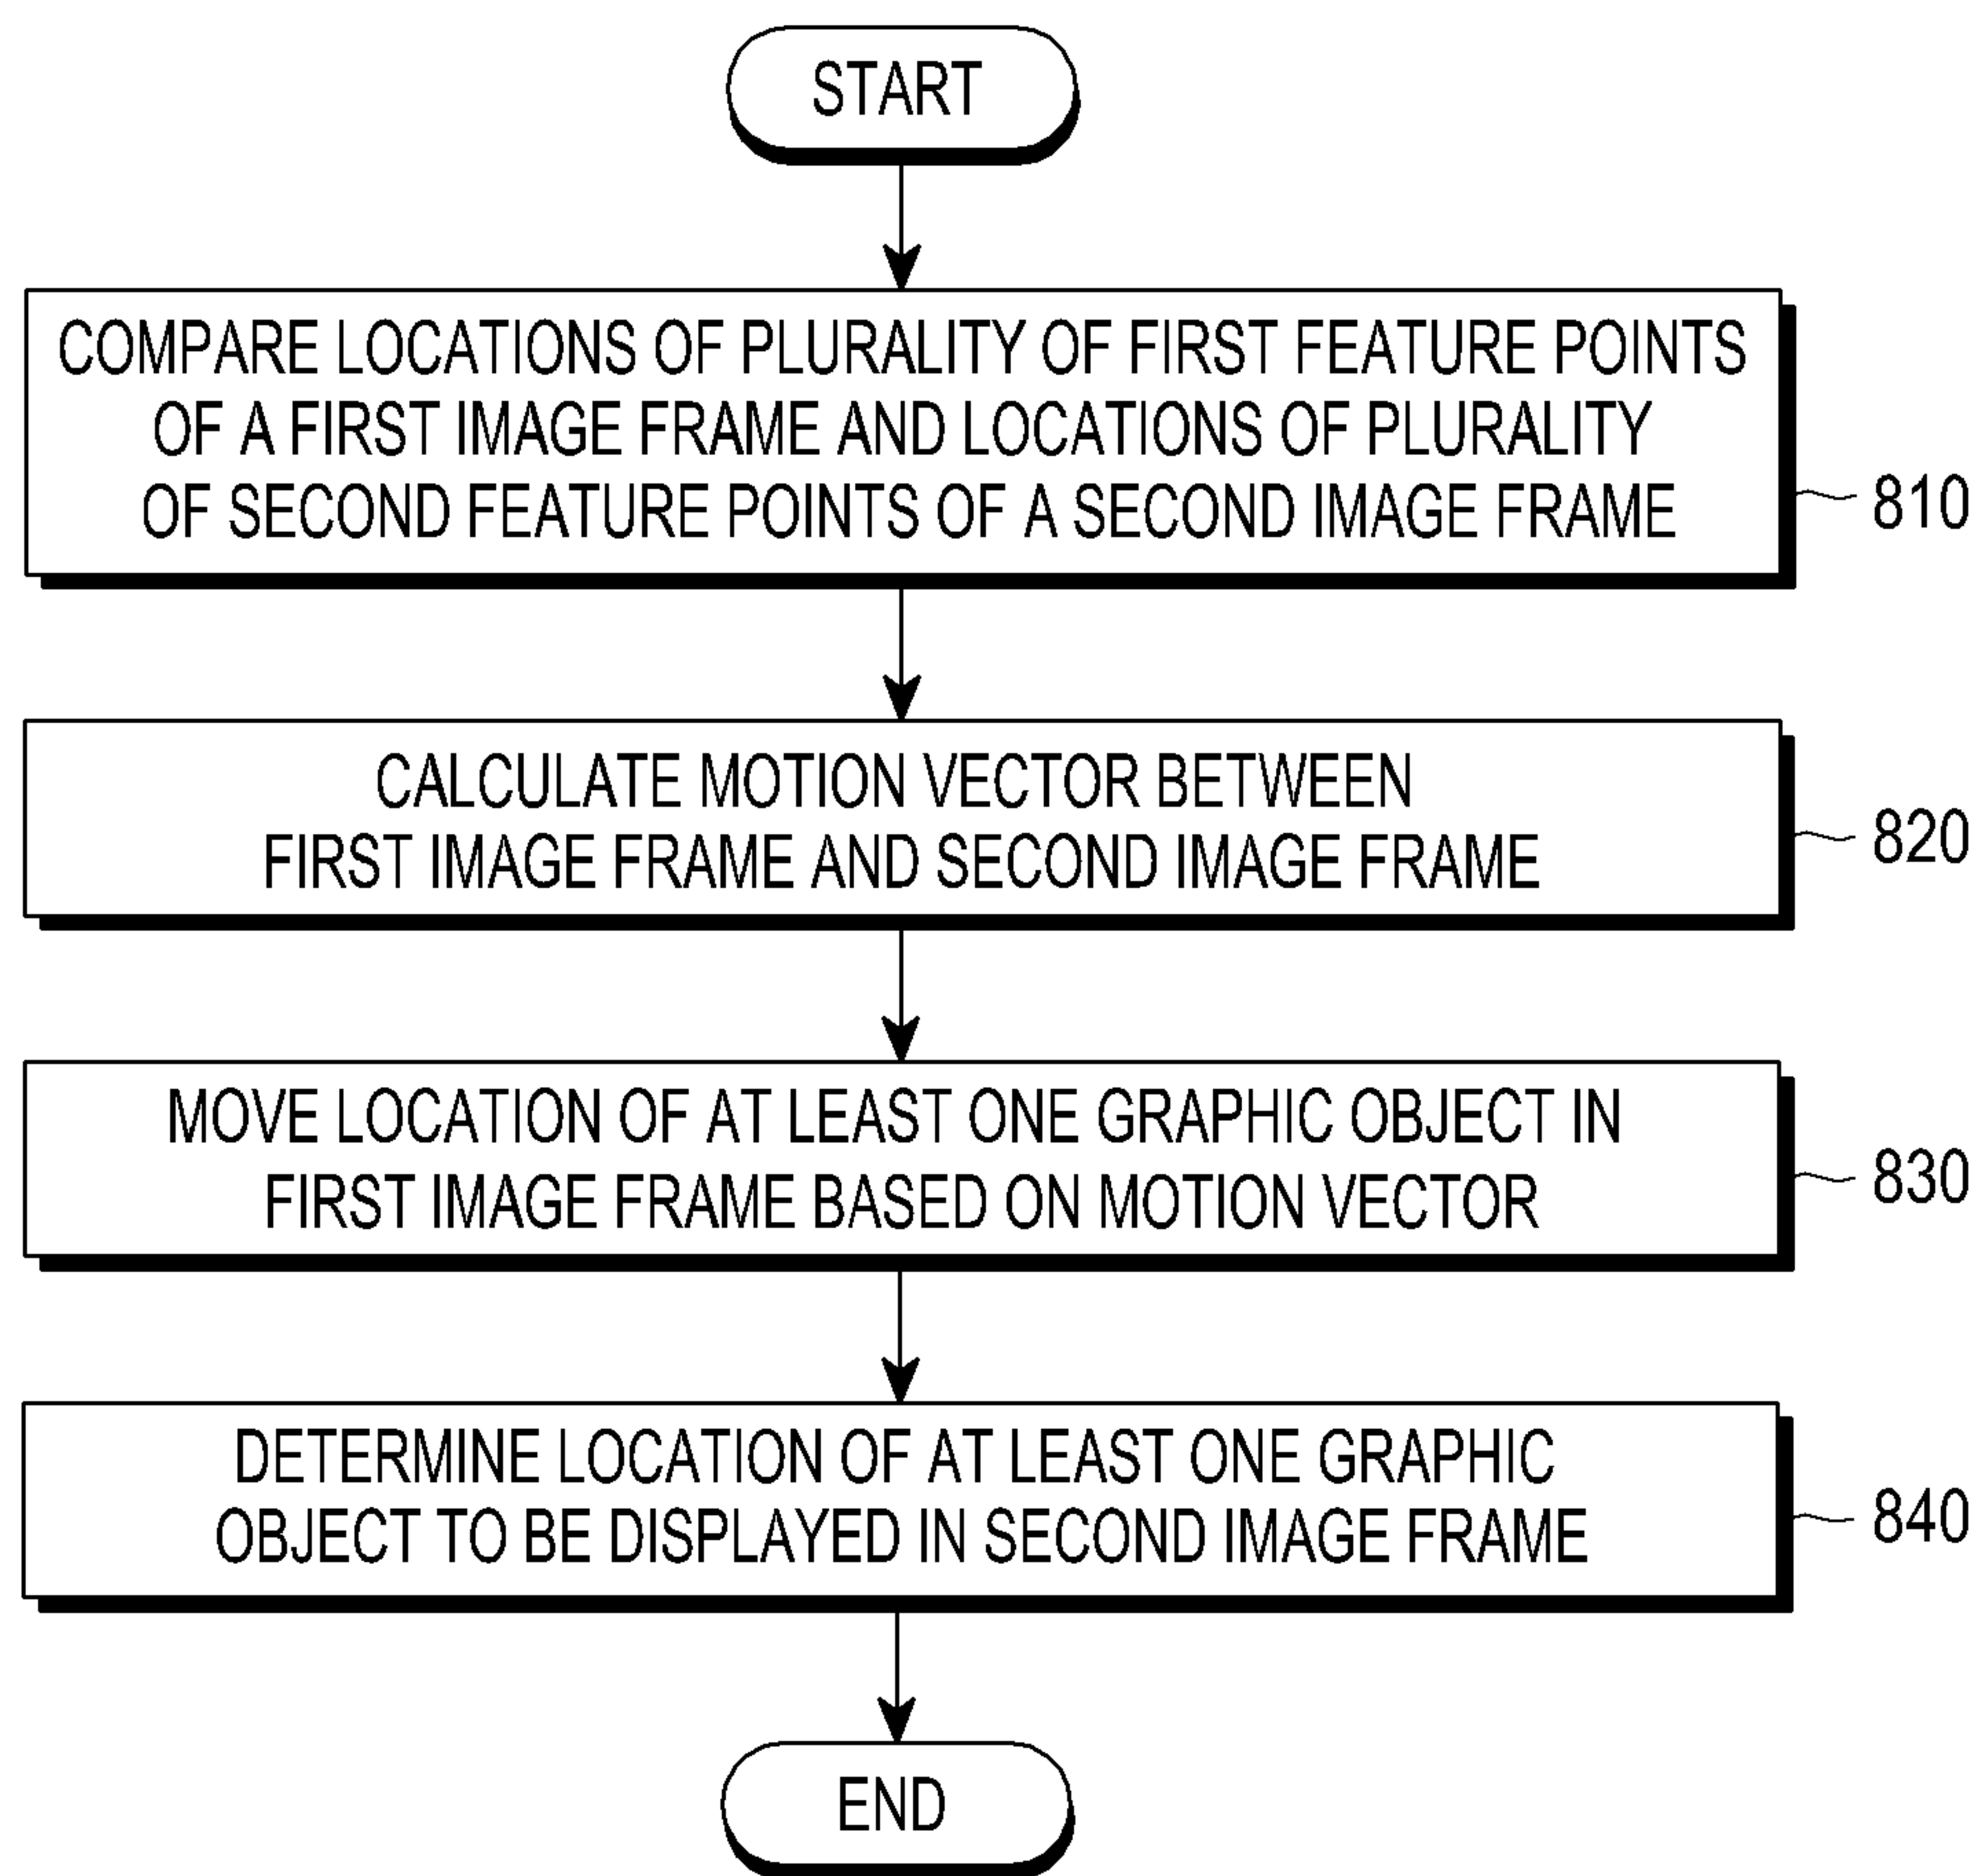 START
COMPARE LOCATIONS OF PLURALITY OF FIRST FEATURE POINTS
OF A FIRST IMAGE FRAME AND LOCATIONS OF PLURALITY
OF SECOND FEATURE POINTS OF A SECOND IMAGE FRAME
810
CALCULATE MOTION VECTOR BETWEEN
FIRST IMAGE FRAME AND SECOND IMAGE FRAME
820
MOVE LOCATION OF AT LEAST ONE GRAPHIC OBJECT IN
FIRST IMAGE FRAME BASED ON MOTION VECTOR
830
DETERMINE LOCATION OF AT LEAST ONE GRAPHIC
OBJECT TO BE DISPLAYED IN SECOND IMAGE FRAME
840
END